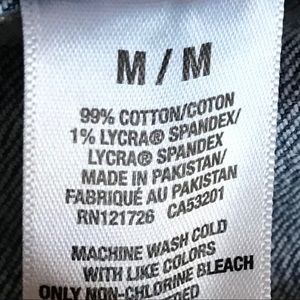 M / M
99% COTTON/COTON
1% LYCRA® SPANDEX/
LYCRA® SPANDEX
MADE IN PAKISTAN/
FABRIQUÉ AU PAKISTAN
RN121726 CA53201
MACHINE WASH COLD
WITH LIKE COLORS
ONLY NON-CHLORINE BLEACH